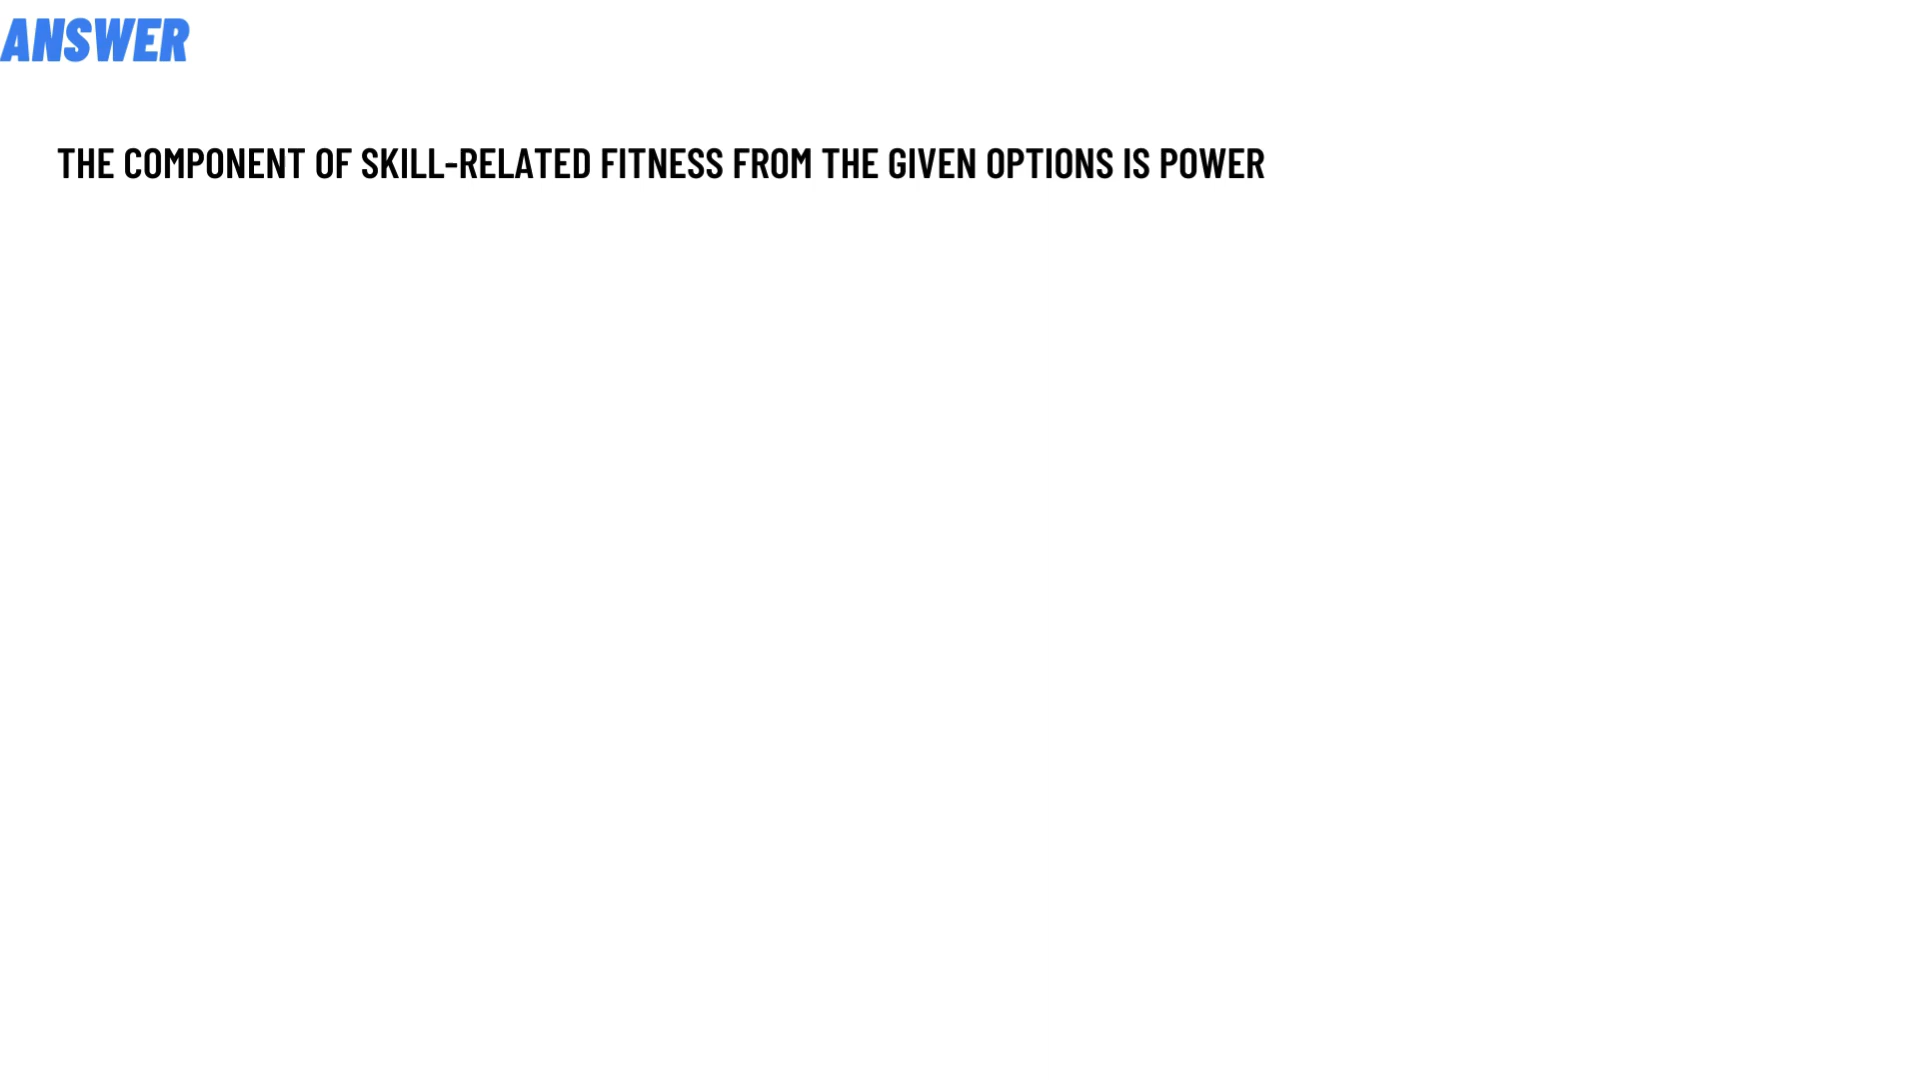 ANSWER
THE COMPONENT OF SKILL-RELATED FITNESS FROM THE GIVEN OPTIONS IS POWER